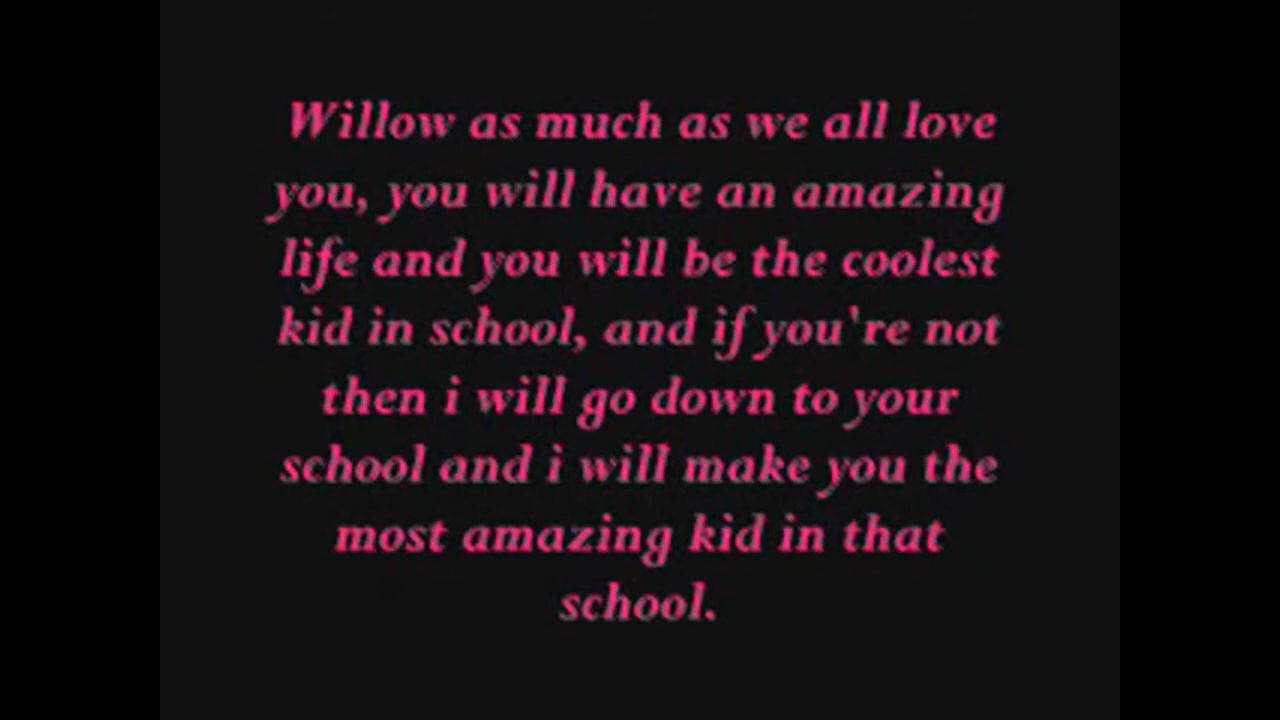 Willow as much as we all love
you, you will have an amazing
life and you will be the coolest
kid in school, and if you're not
then i will go down to your
school and i will make you the
most amazing kid in that
school.